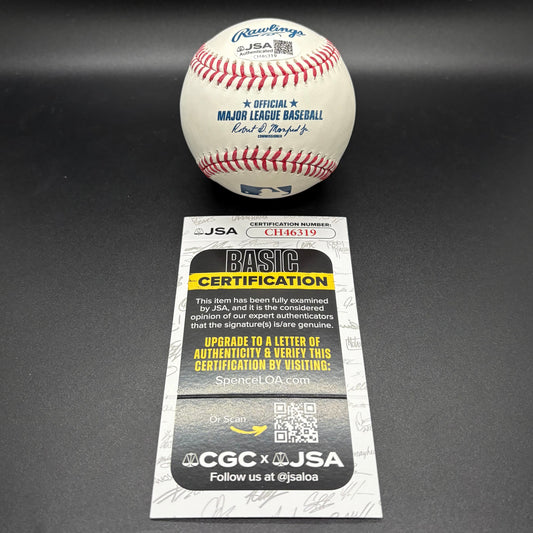 Rawlings
JSA
Authenticated
CH46319
★ OFFICIAL ★
MAJOR LEAGUE BASEBALL
Robert D. Manfred Jr.
COMMISSIONER
JSA
CERTIFICATION NUMBER:
CH46319
BASIC
CERTIFICATION
This item has been fully examined
by JSA, and it is the considered
opinion of our expert authenticators
that the signature(s) is/are genuine.
UPGRADE TO A LETTER OF
AUTHENTICITY & VERIFY THIS
CERTIFICATION BY VISITING:
SpenceLOA.com
Or Scan
CGC x JSA
Follow us at @jsaloa